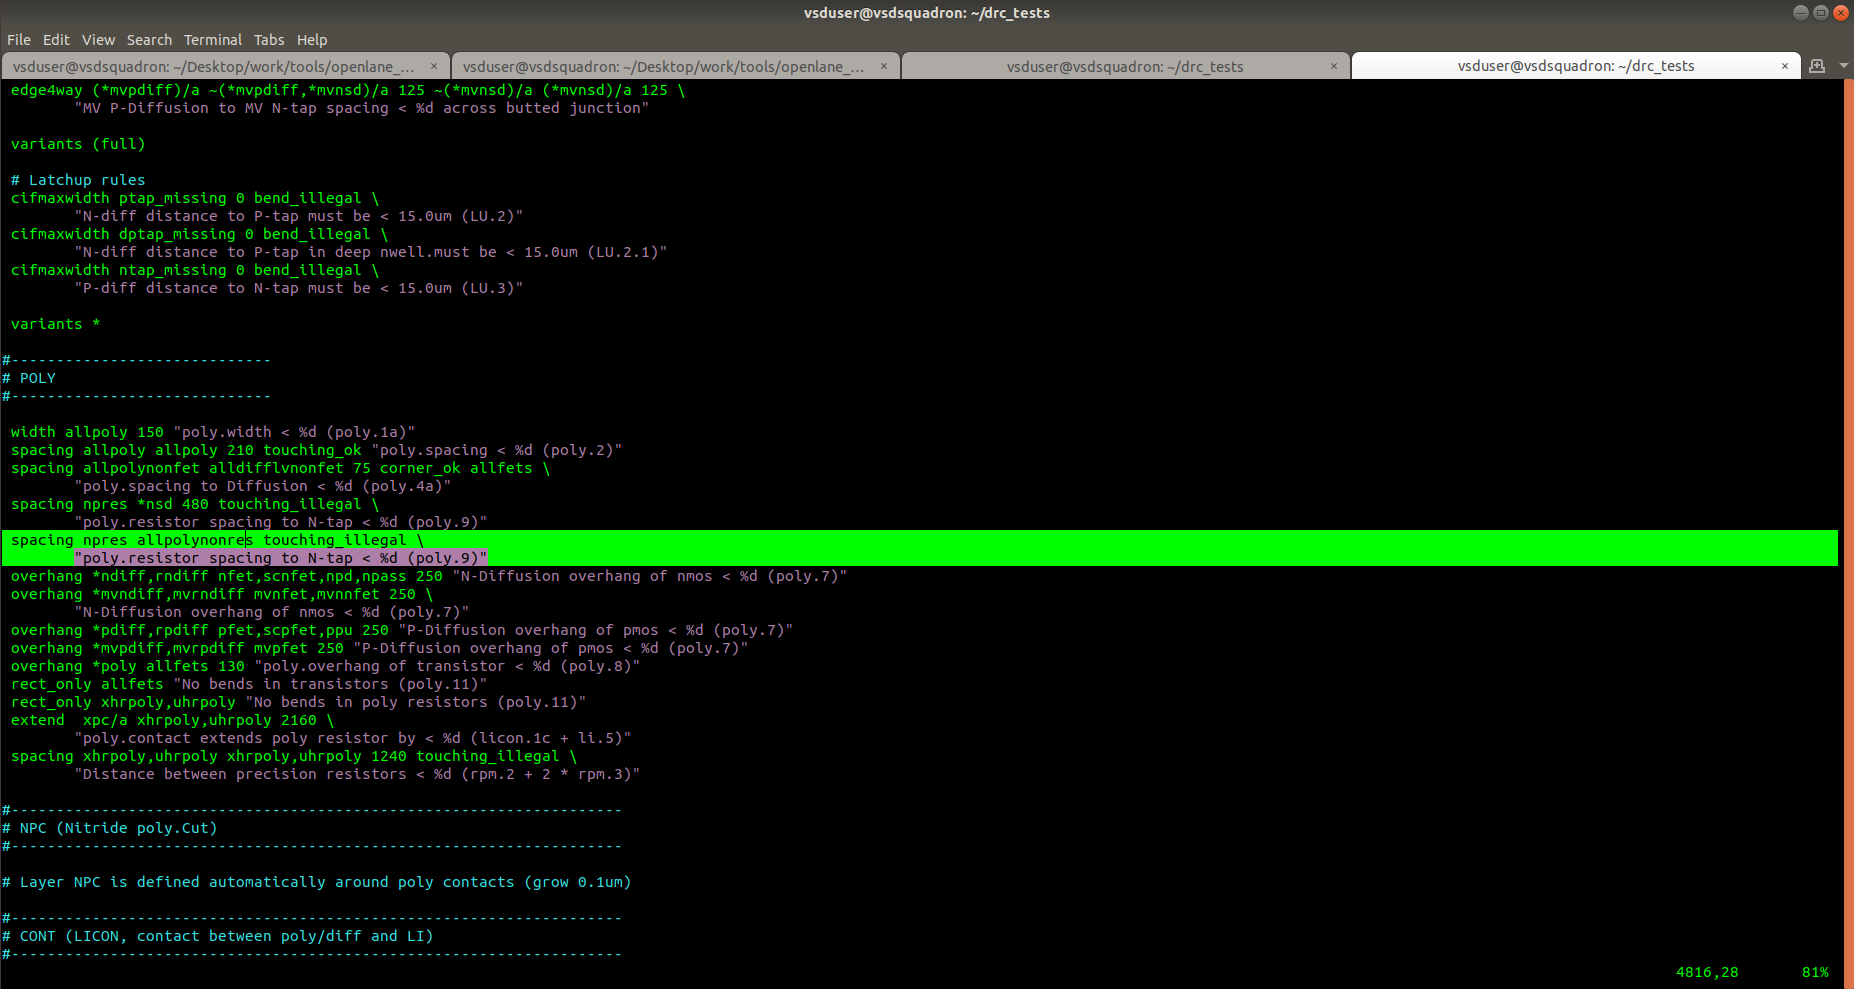 vsduser@vsdsquadron: ~/drc_tests
File Edit View Search Terminal Tabs Help
vsduser@vsdsquadron: ~/Desktop/work/tools/openlane_... × vsduser@vsdsquadron: ~/Desktop/work/tools/openlane_... × vsduser@vsdsquadron: ~/drc_tests × vsduser@vsdsquadron: ~/drc_tests ×
edge4way (*mvpdiff)/a ~(*mvpdiff,*mvnsd)/a 125 ~(*mvnsd)/a (*mvnsd)/a 125 \
"MV P-Diffusion to MV N-tap spacing < %d across butted junction"
variants (full)
# Latchup rules
cifmaxwidth ptap_missing 0 bend_illegal \
"N-diff distance to P-tap must be < 15.0um (LU.2)"
cifmaxwidth dptap_missing 0 bend_illegal \
"N-diff distance to P-tap in deep nwell.must be < 15.0um (LU.2.1)"
cifmaxwidth ntap_missing 0 bend_illegal \
"P-diff distance to N-tap must be < 15.0um (LU.3)"
variants *
#-----------------------------
# POLY
#-----------------------------
width allpoly 150 "poly.width < %d (poly.1a)"
spacing allpoly allpoly 210 touching_ok "poly.spacing < %d (poly.2)"
spacing allpolynonfet alldifflvnonfet 75 corner_ok allfets \
"poly.spacing to Diffusion < %d (poly.4a)"
spacing npres *nsd 480 touching_illegal \
"poly.resistor spacing to N-tap < %d (poly.9)"
spacing npres allpolynonres touching_illegal \
"poly.resistor spacing to N-tap < %d (poly.9)"
overhang *ndiff,rndiff nfet,scnfet,npd,npass 250 "N-Diffusion overhang of nmos < %d (poly.7)"
overhang *mvndiff,mvrndiff mvnfet,mvnnfet 250 \
"N-Diffusion overhang of nmos < %d (poly.7)"
overhang *pdiff,rpdiff pfet,scpfet,ppu 250 "P-Diffusion overhang of pmos < %d (poly.7)"
overhang *mvpdiff,mvrpdiff mvpfet 250 "P-Diffusion overhang of pmos < %d (poly.7)"
overhang *poly allfets 130 "poly.overhang of transistor < %d (poly.8)"
rect_only allfets "No bends in transistors (poly.11)"
rect_only xhrpoly,uhrpoly "No bends in poly resistors (poly.11)"
extend  xpc/a xhrpoly,uhrpoly 2160 \
"poly.contact extends poly resistor by < %d (licon.1c + li.5)"
spacing xhrpoly,uhrpoly xhrpoly,uhrpoly 1240 touching_illegal \
"Distance between precision resistors < %d (rpm.2 + 2 * rpm.3)"
#--------------------------------------------------------------------
# NPC (Nitride poly.Cut)
#--------------------------------------------------------------------
# Layer NPC is defined automatically around poly contacts (grow 0.1um)
#--------------------------------------------------------------------
# CONT (LICON, contact between poly/diff and LI)
#--------------------------------------------------------------------
4816,28 81%